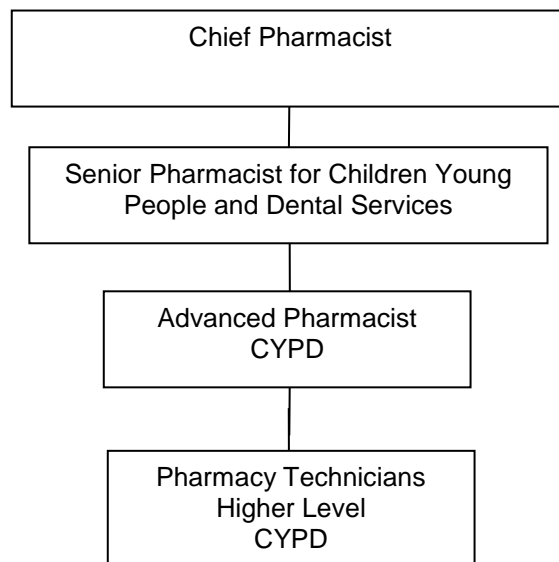 Chief Pharmacist
Senior Pharmacist for Children Young
People and Dental Services
Advanced Pharmacist
CYPD
Pharmacy Technicians
Higher Level
CYPD